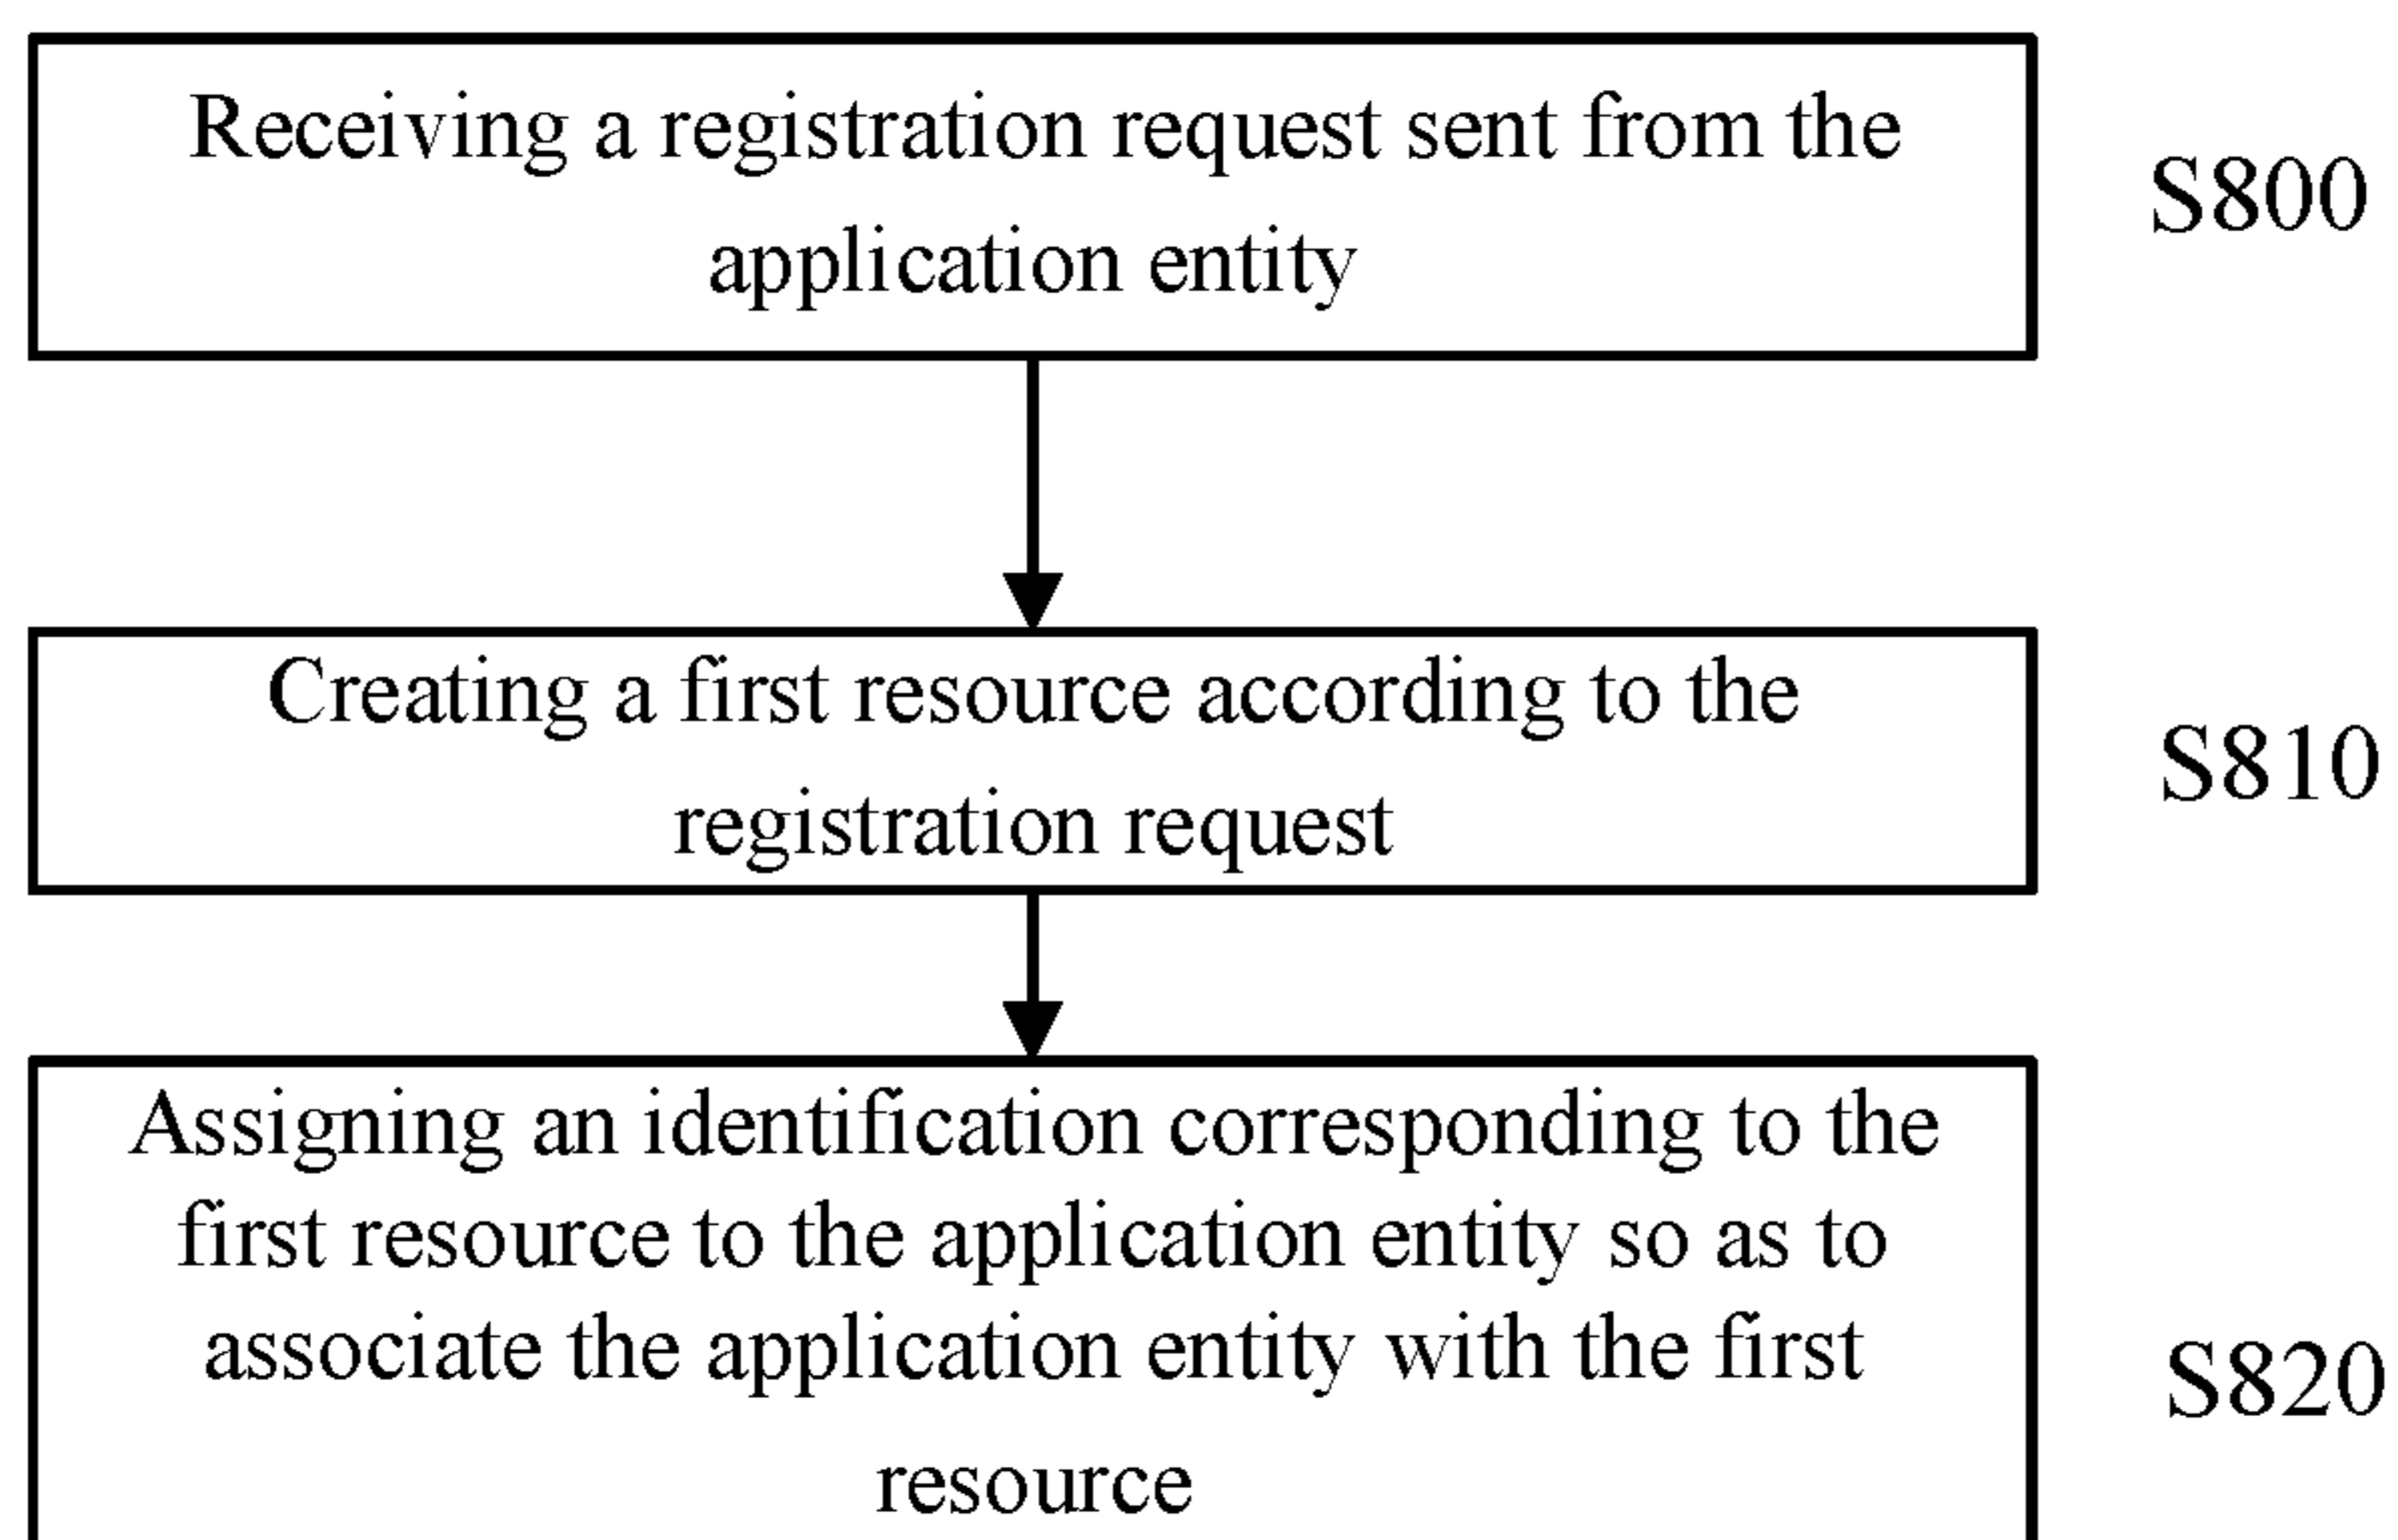 Receiving a registration request sent from the
application entity
S800
Creating a first resource according to the
registration request
S810
Assigning an identification corresponding to the
first resource to the application entity so as to
associate the application entity with the first
resource
S820